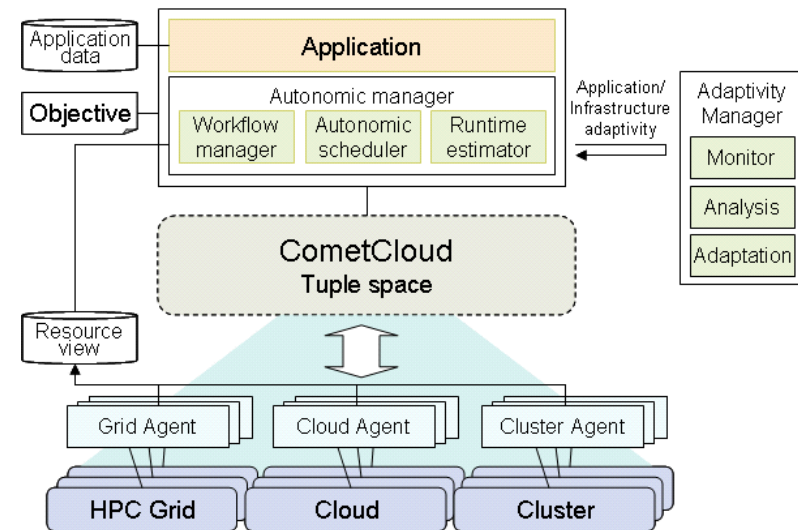 Application
data
Application
Objective
Autonomic manager
Workflow
manager
Autonomic
scheduler
Runtime
estimator
Application/
Infrastructure
adaptivity
Adaptivity
Manager
Monitor
Analysis
Adaptation
CometCloud
Tuple space
Resource
view
Grid Agent
Cloud Agent
Cluster Agent
HPC Grid
Cloud
Cluster